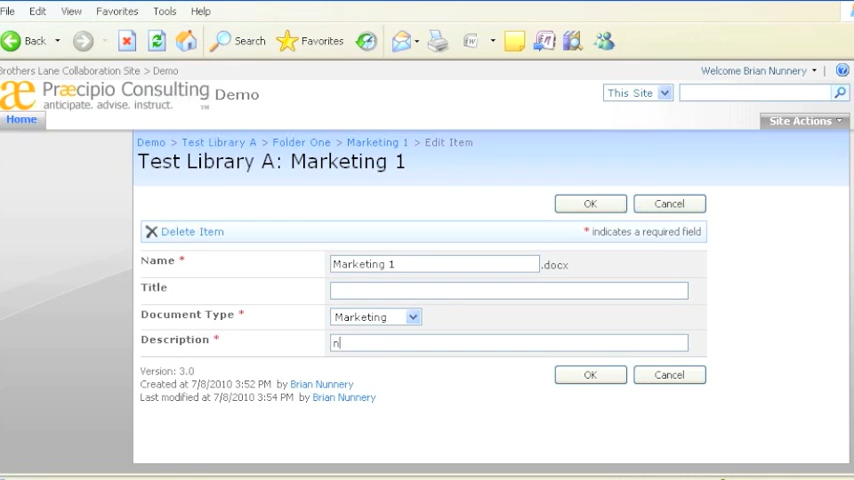 File Edit View Favorites Tools Help
Back Search Favorites
Brothers Lane Collaboration Site > Demo
Welcome Brian Nunnery
æ Præcipio Consulting
anticipate. advise. instruct. TM
Demo
This Site
Home
Site Actions
Demo > Test Library A > Folder One > Marketing 1 > Edit Item
Test Library A: Marketing 1
OK Cancel
Delete Item
* indicates a required field
Name * Marketing 1 .docx
Title
Document Type * Marketing
Description * n
Version: 3.0
Created at 7/8/2010 3:52 PM by Brian Nunnery
Last modified at 7/8/2010 3:54 PM by Brian Nunnery
OK Cancel